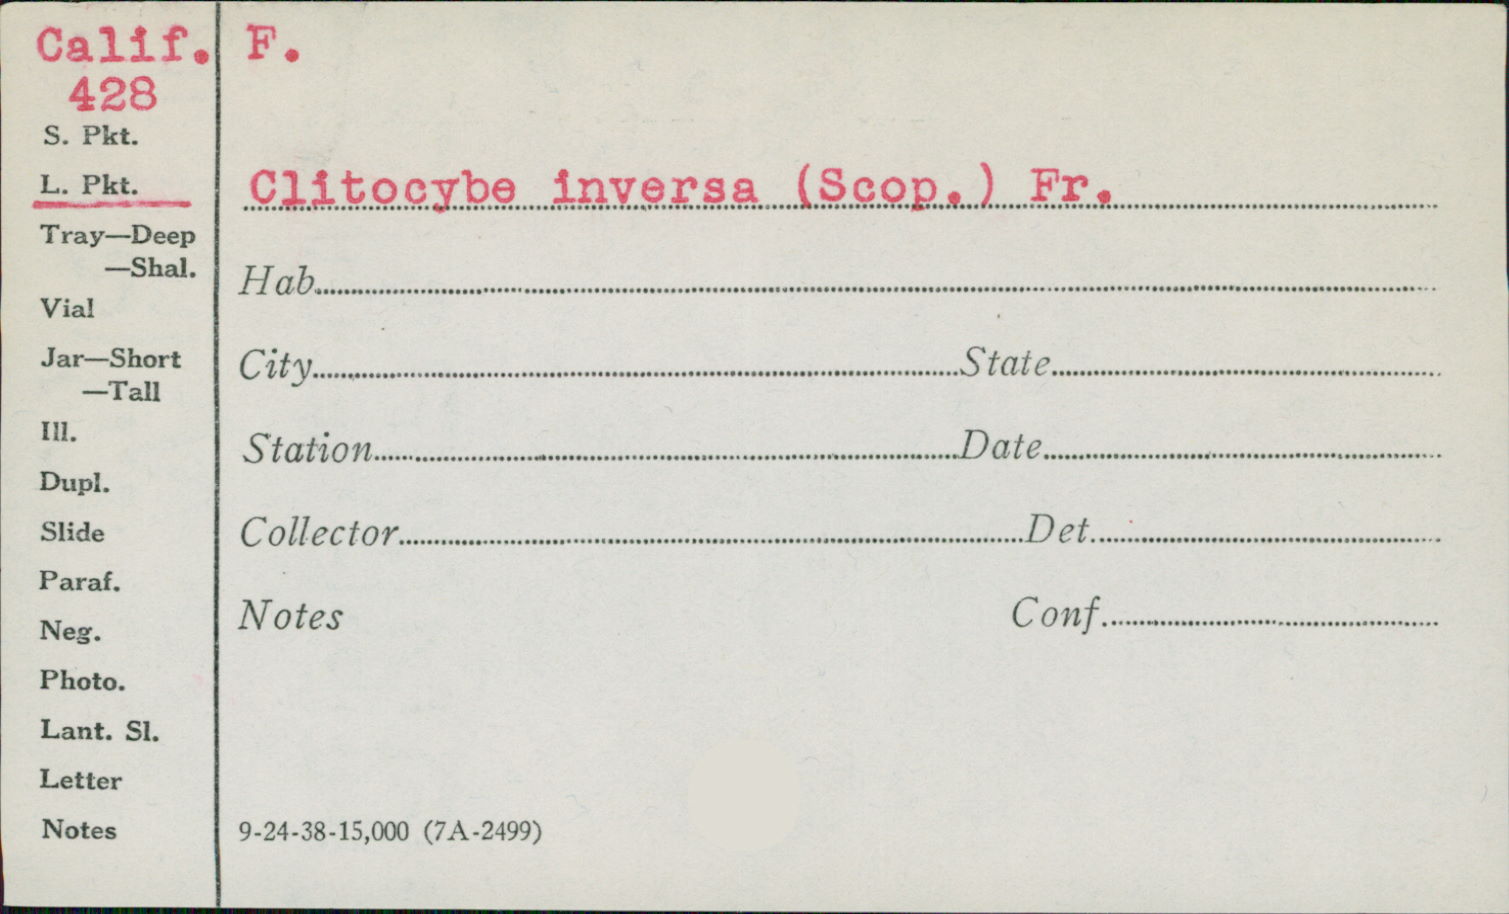 Calif. F.
428
S. Pkt.
L. Pkt.
Clitocybe inversa (Scop.) Fr.
Tray—Deep
—Shal.
Hab
Vial
Jar—Short
City State
—Tall
Ill.
Station Date
Dupl.
Slide
Collector Det.
Paraf.
Neg.
Notes Conf.
Photo.
Lant. Sl.
Letter
Notes
9-24-38-15,000 (7A-2499)